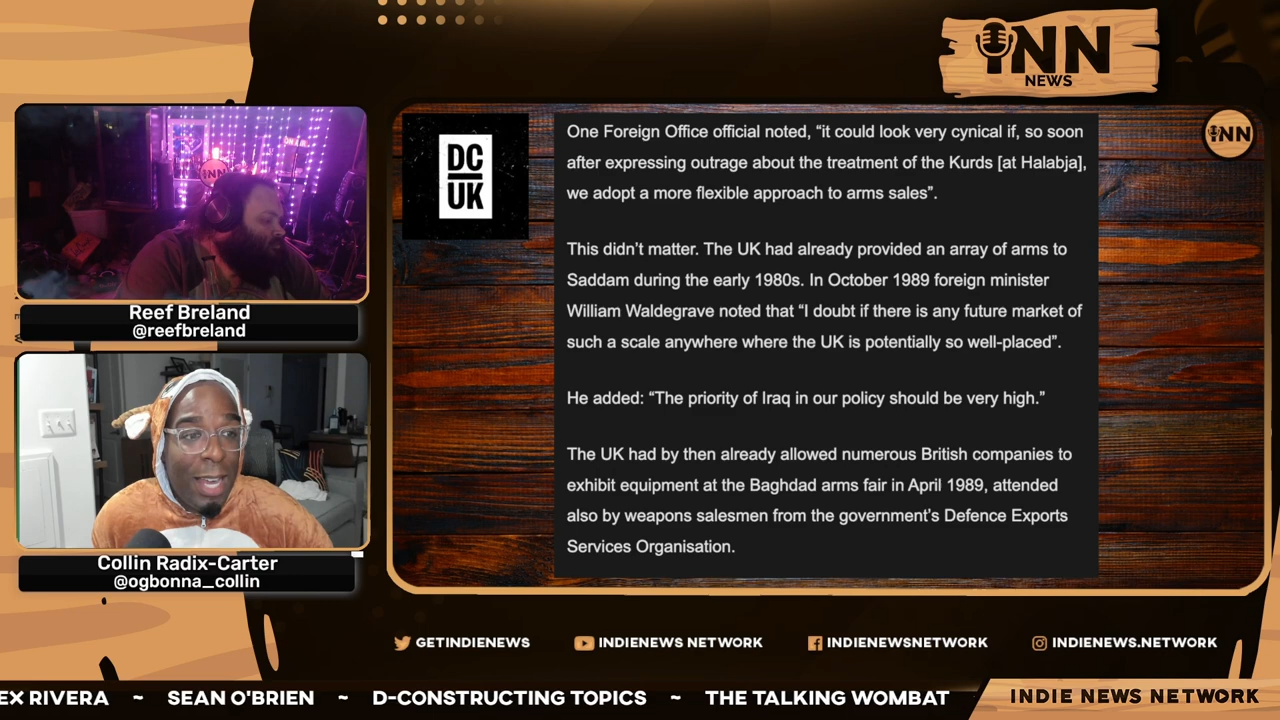 INN
NEWS
INN
DC
UK
One Foreign Office official noted, “it could look very cynical if, so soon
after expressing outrage about the treatment of the Kurds [at Halabja],
we adopt a more flexible approach to arms sales”.
This didn’t matter. The UK had already provided an array of arms to
Saddam during the early 1980s. In October 1989 foreign minister
William Waldegrave noted that “I doubt if there is any future market of
such a scale anywhere where the UK is potentially so well-placed”.
He added: “The priority of Iraq in our policy should be very high.”
The UK had by then already allowed numerous British companies to
exhibit equipment at the Baghdad arms fair in April 1989, attended
also by weapons salesmen from the government’s Defence Exports
Services Organisation.
Reef Breland
@reefbreland
Collin Radix-Carter
@ogbonna_collin
GETINDIENEWS INDIENEWS NETWORK INDIENEWSNETWORK INDIENEWS.NETWORK
EX RIVERA ~ SEAN O'BRIEN ~ D-CONSTRUCTING TOPICS ~ THE TALKING WOMBAT INDIE NEWS NETWORK